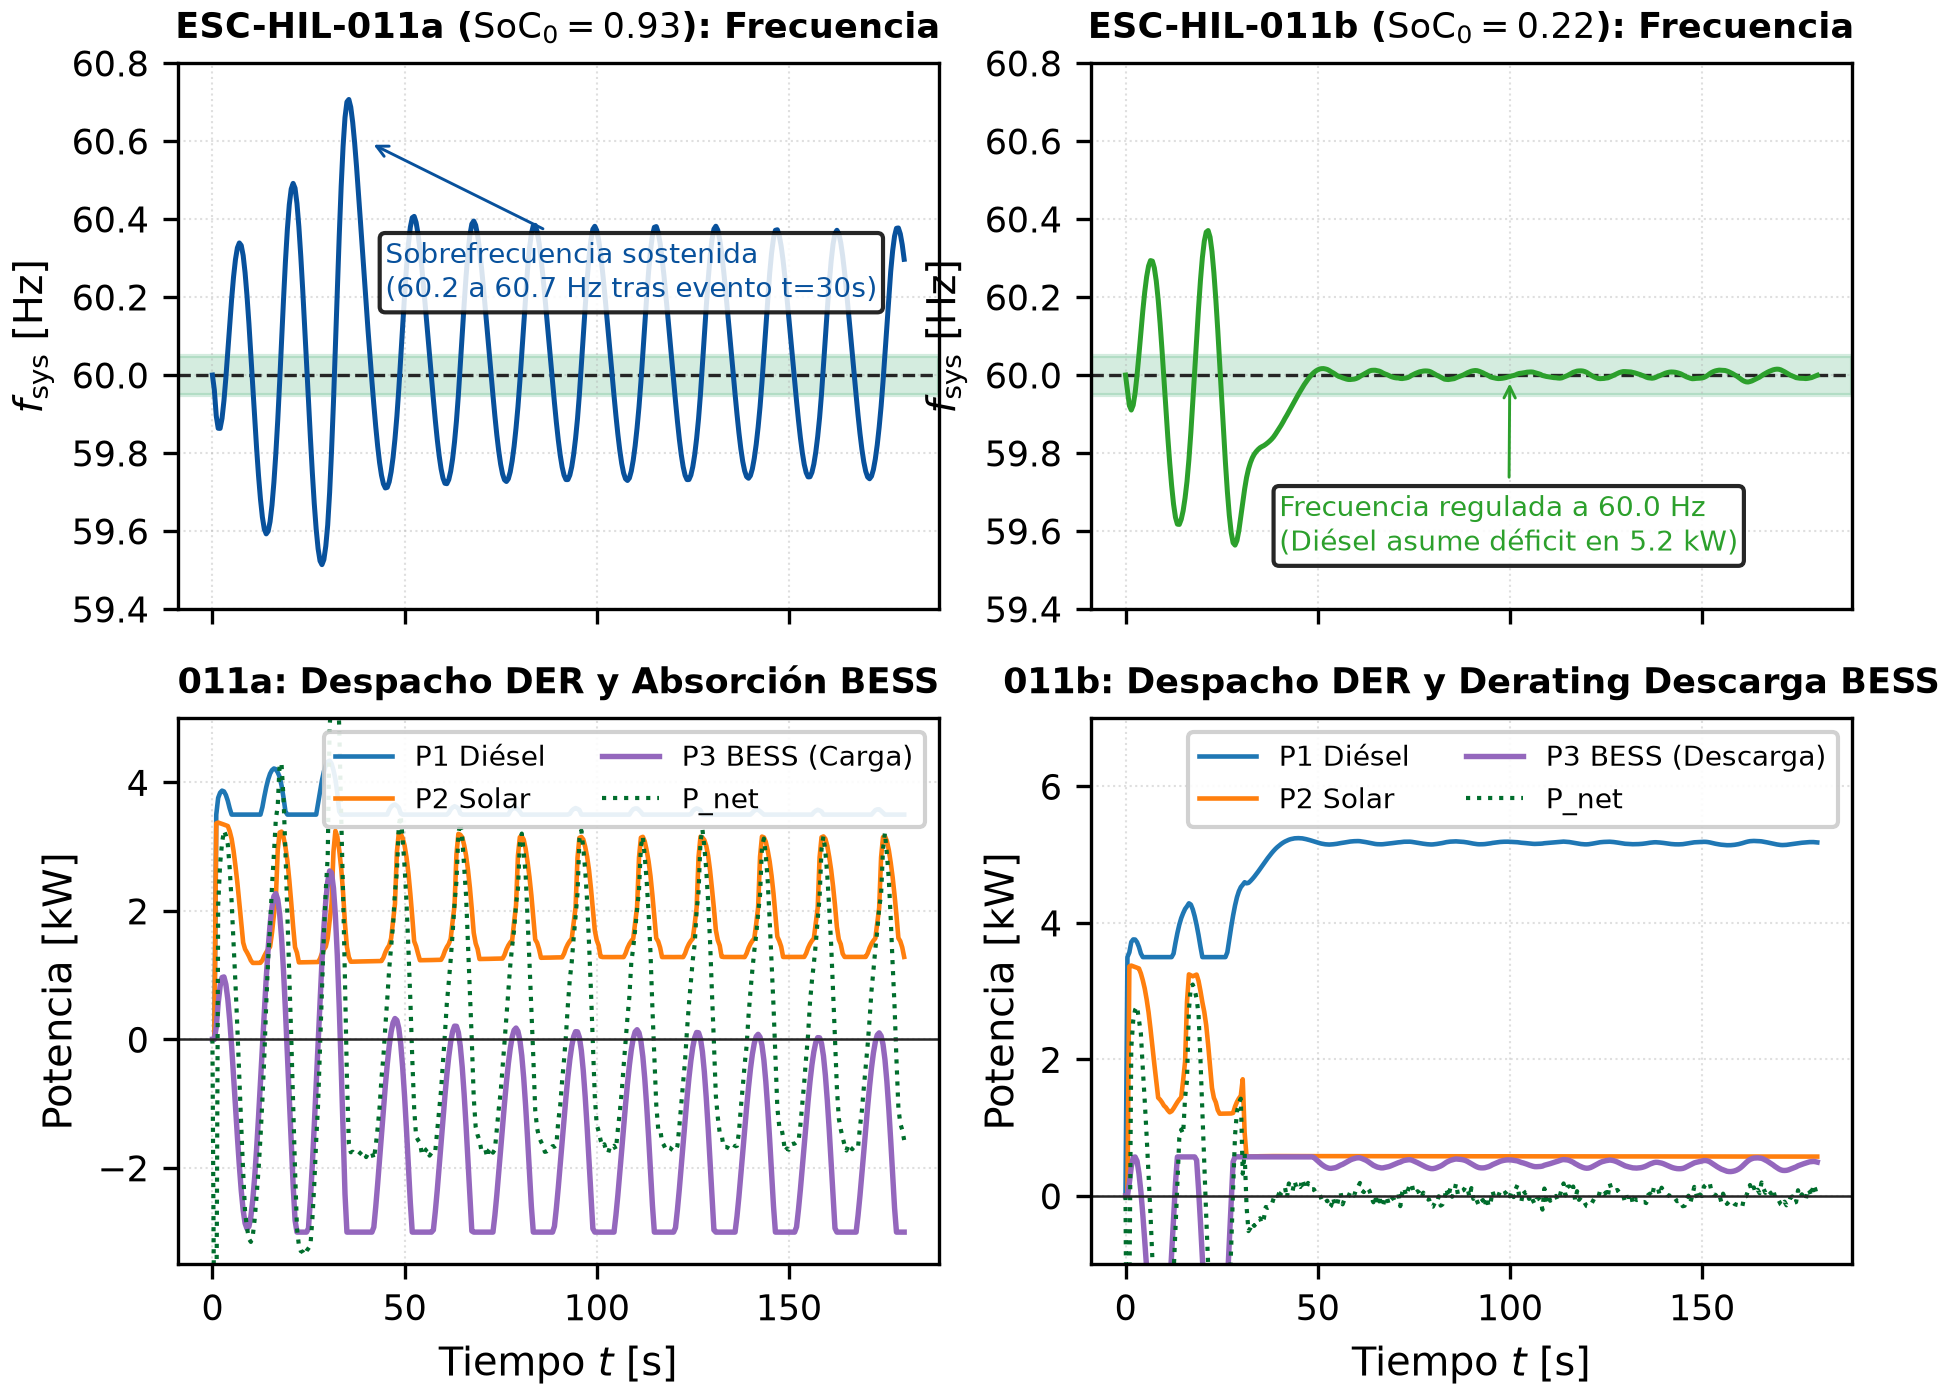 ESC-HIL-011a (SoC₀ = 0.93): Frecuencia
60.8
60.6
60.4
60.2
60.0
59.8
59.6
59.4
f_sys [Hz]
Sobrefrecuencia sostenida
(60.2 a 60.7 Hz tras evento t=30s)
ESC-HIL-011b (SoC₀ = 0.22): Frecuencia
60.8
60.6
60.4
60.2
60.0
59.8
59.6
59.4
f_sys [Hz]
Frecuencia regulada a 60.0 Hz
(Diésel asume déficit en 5.2 kW)
011a: Despacho DER y Absorción BESS
P1 Diésel
P2 Solar
P3 BESS (Carga)
P_net
4
2
0
−2
Potencia [kW]
0
50
100
150
Tiempo t [s]
011b: Despacho DER y Derating Descarga BESS
P1 Diésel
P2 Solar
P3 BESS (Descarga)
P_net
6
4
2
0
Potencia [kW]
0
50
100
150
Tiempo t [s]